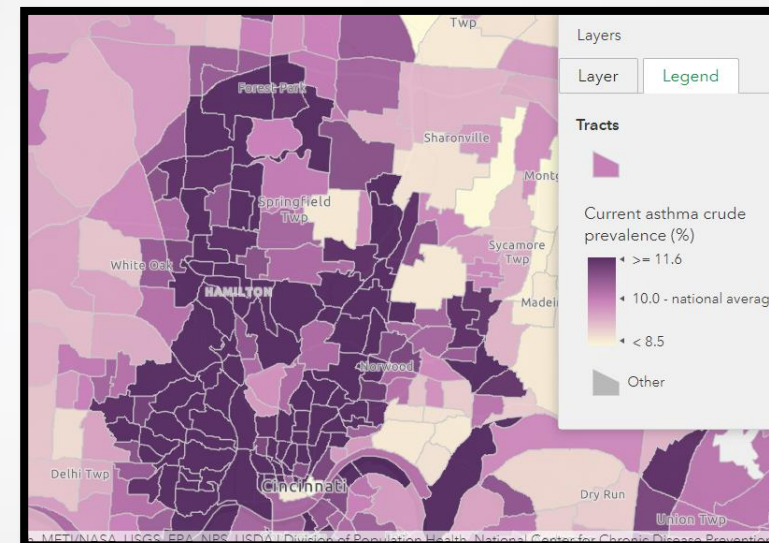 Twp
Forest Park
Sharonville
Springfield
Twp
White Oak
HAMILTON
Sycamore
Twp
Norwood
Delhi Twp
Cincinnati
Dry Run
Union Twp
Layers
Layer Legend
Tracts
Current asthma crude
prevalence (%)
>= 11.6
10.0 - national averag
< 8.5
Other
METI/NASA, USGS, EPA, NPS, USDA | Division of Population Health, National Center for Chronic Disease Prevention